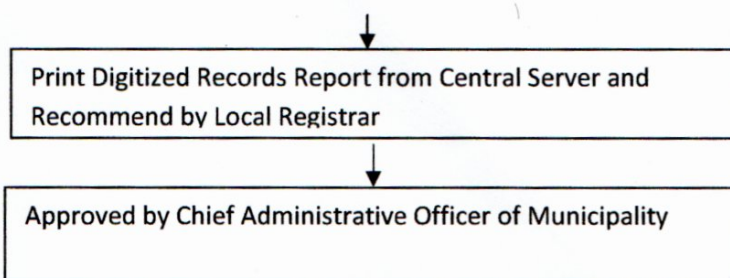 Print Digitized Records Report from Central Server and
Recommend by Local Registrar
Approved by Chief Administrative Officer of Municipality